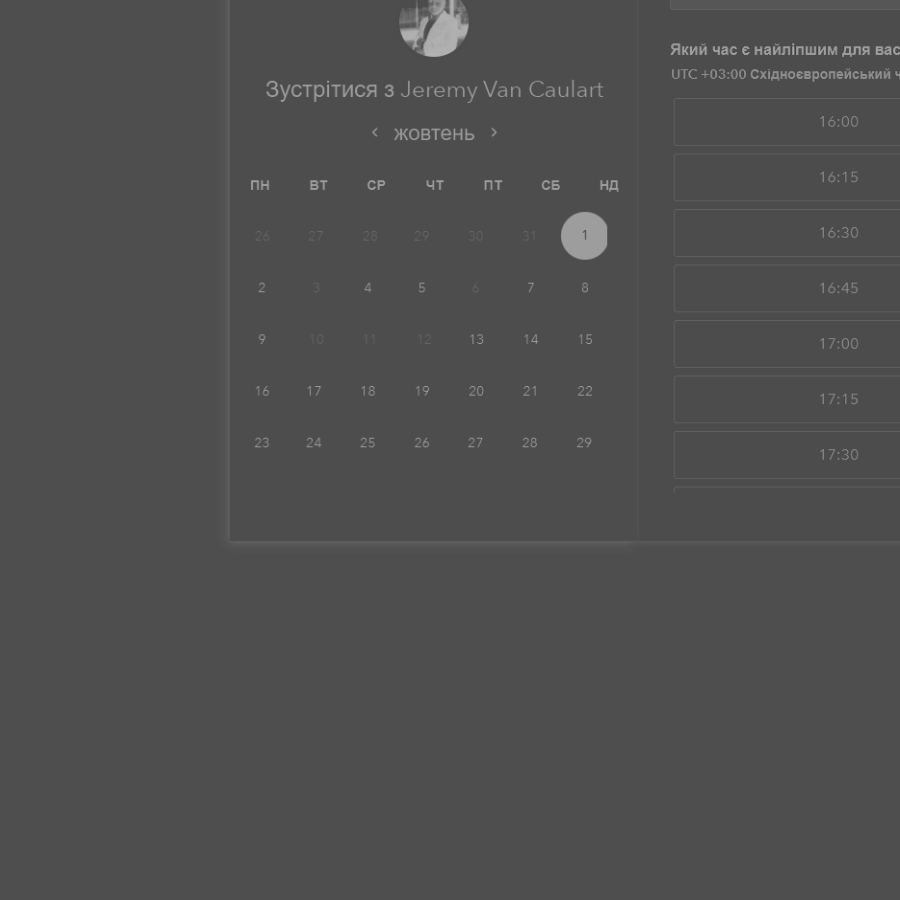 Зустрітися з Jeremy Van Caulart
жовтень
ПН ВТ СР ЧТ ПТ СБ НД
26 27 28 29 30 31 1
2 3 4 5 6 7 8
9 10 11 12 13 14 15
16 17 18 19 20 21 22
23 24 25 26 27 28 29
Який час є найліпшим для вас
UTC +03:00 Східноєвропейський
16:00
16:15
16:30
16:45
17:00
17:15
17:30